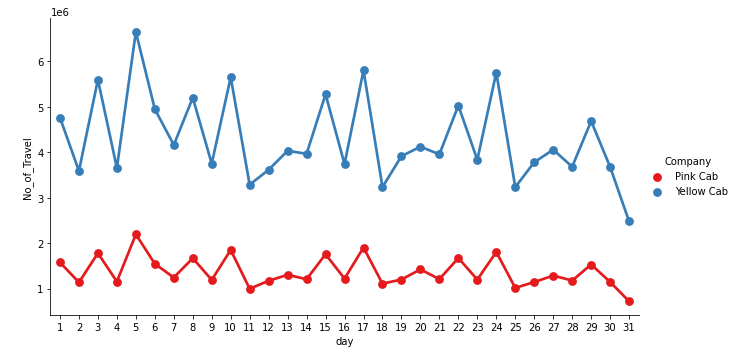 1e6
No_of_Travel
6
5
4
3
2
1
1 2 3 4 5 6 7 8 9 10 11 12 13 14 15 16 17 18 19 20 21 22 23 24 25 26 27 28 29 30 31
day
Company
Pink Cab
Yellow Cab